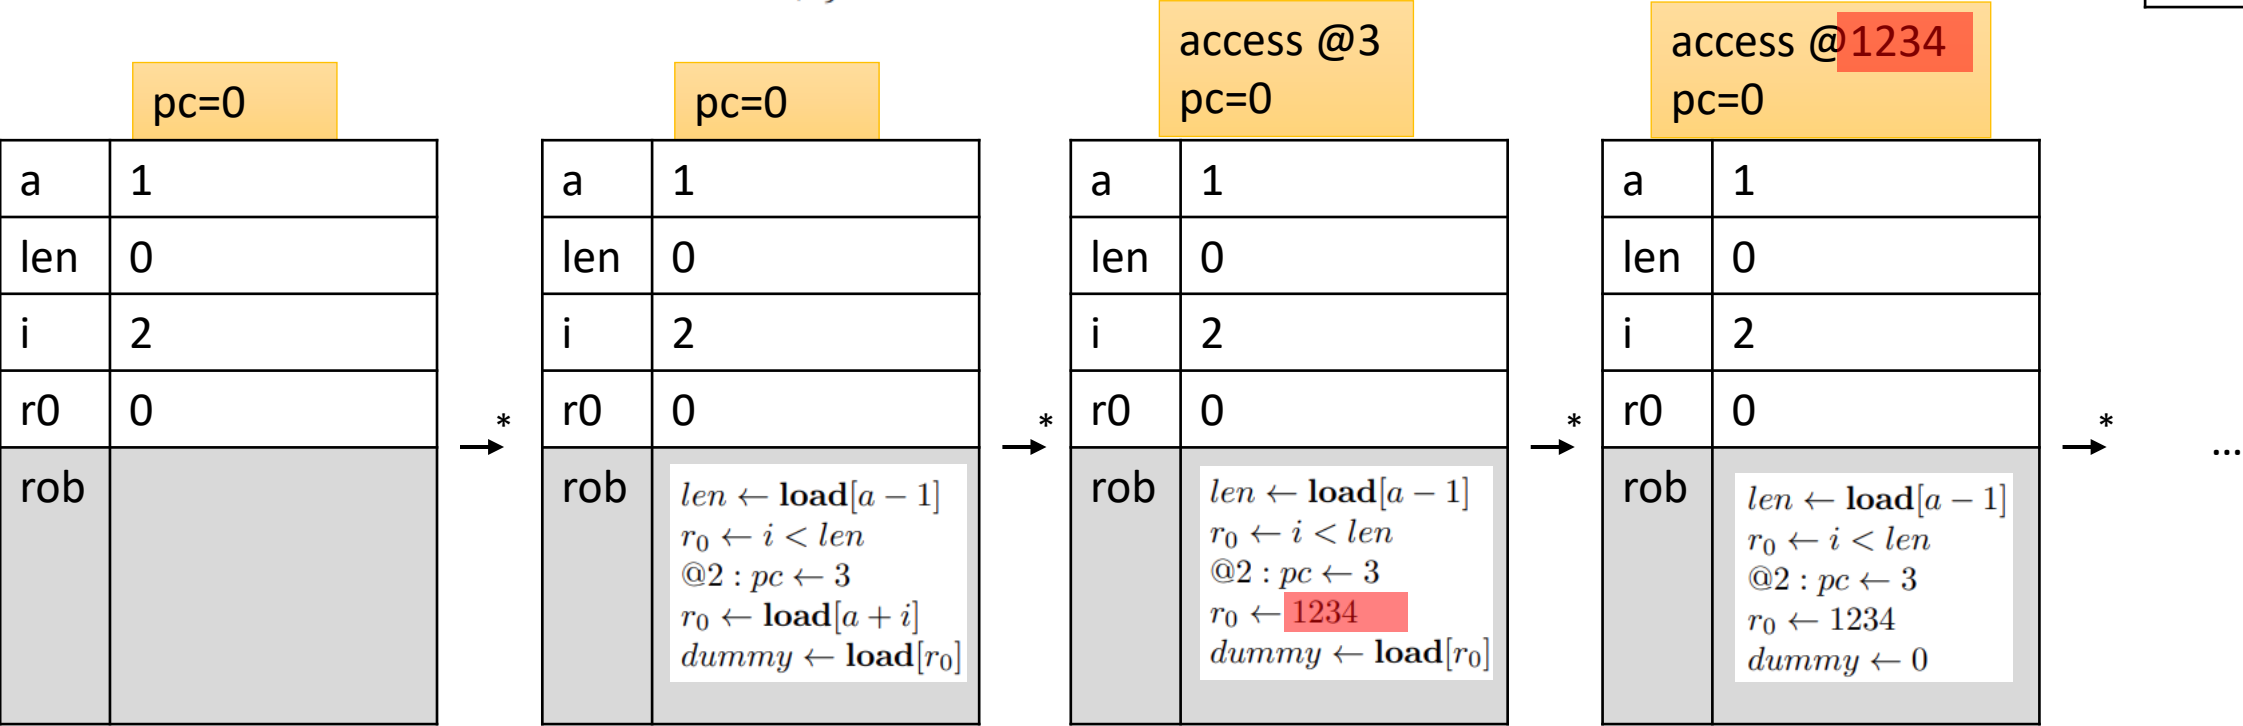 pc=0
a 1
len 0
i 2
r0 0
rob
*
pc=0
a 1
len 0
i 2
r0 0
rob
len ← load[a − 1]
r₀ ← i < len
@2 : pc ← 3
r₀ ← load[a + i]
dummy ← load[r₀]
*
access @3
pc=0
a 1
len 0
i 2
r0 0
rob
len ← load[a − 1]
r₀ ← i < len
@2 : pc ← 3
r₀ ← 1234
dummy ← load[r₀]
*
access @1234
pc=0
a 1
len 0
i 2
r0 0
rob
len ← load[a − 1]
r₀ ← i < len
@2 : pc ← 3
r₀ ← 1234
dummy ← 0
*
...